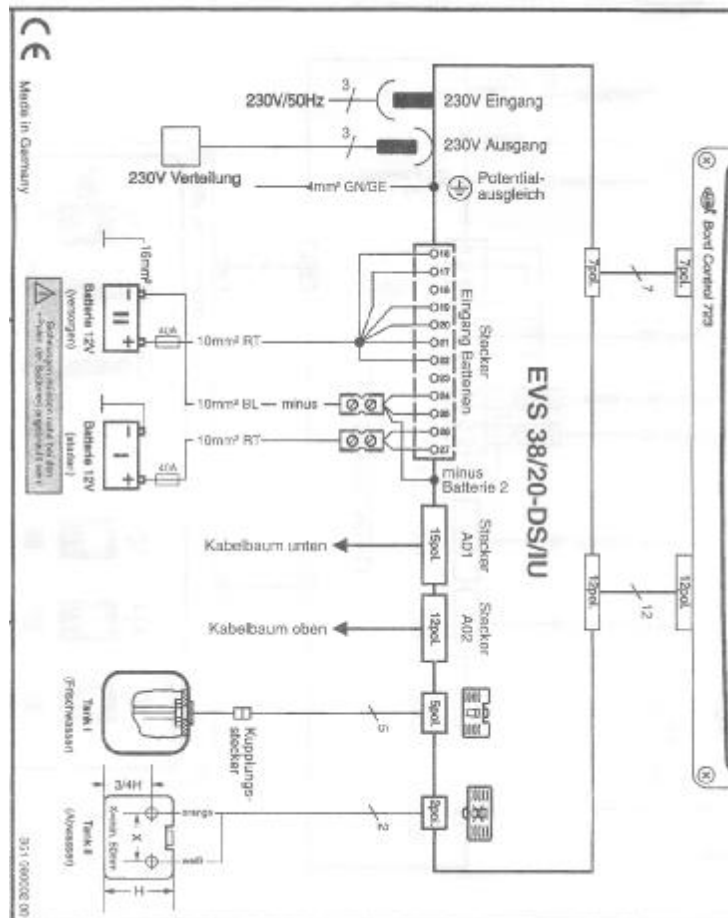 CE
Made in Germany
230V/50Hz
3
230V Eingang
3
230V Ausgang
230V Verteilung
4mm² GN/GE
Potential-
ausgleich
Bord Control 723
7pol.
7
7pol.
12pol.
12
12pol.
EVS 38/20-DS/IU
Stecker
Eingang Batterien
16
17
18
19
20
21
22
23
24
25
26
27
16mm²
Batterie 12V
(versorgen)
II
- +
40A
10mm² RT
10mm² BL
minus
10mm² RT
Batterie 12V
(starten)
I
- +
40A
minus
Batterie 2
Stecker
A01
15pol.
Kabelbaum unten
Stecker
A02
12pol.
Kabelbaum oben
Tank I
(Frischwasser)
Kupplungs-
stecker
5
5pol.
3/4H
Tank II
(Abwasser)
X=min. 50mm
X
H
orange
weiß
2
2pol.